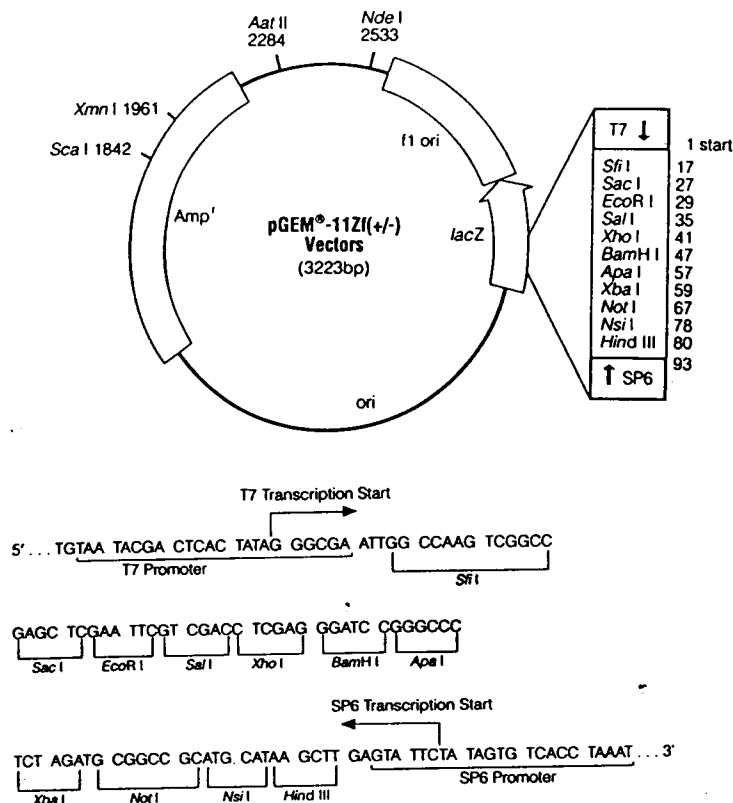 Aat II
2284
Nde I
2533
Xmn I 1961
Sca I 1842
f1 ori
Amp r
pGEM®-11Zf(+/-)
Vectors
(3223bp)
lacZ
ori
T7 ↓
1 start
Sfi I 17
Sac I 27
EcoR I 29
Sal I 35
Xho I 41
BamH I 47
Apa I 57
Xba I 59
Not I 67
Nsi I 78
Hind III 80
93
↑ SP6
T7 Transcription Start
5' ... TGTAA TACGA CTCAC TATAG GGCGA ATTGG CCAAG TCGGCC
T7 Promoter
Sfi I
GAGC TCGAA TTCGT CGACC TCGAG GGATC CGGGCCC
Sac I EcoR I Sal I Xho I BamH I Apa I
SP6 Transcription Start
TCT AGATG CGGCC GCATG. CATAA GCTT GAGTA TTCTA TAGTGT CACC TAAAT ... 3'
Xba I Not I Nsi I Hind III
SP6 Promoter